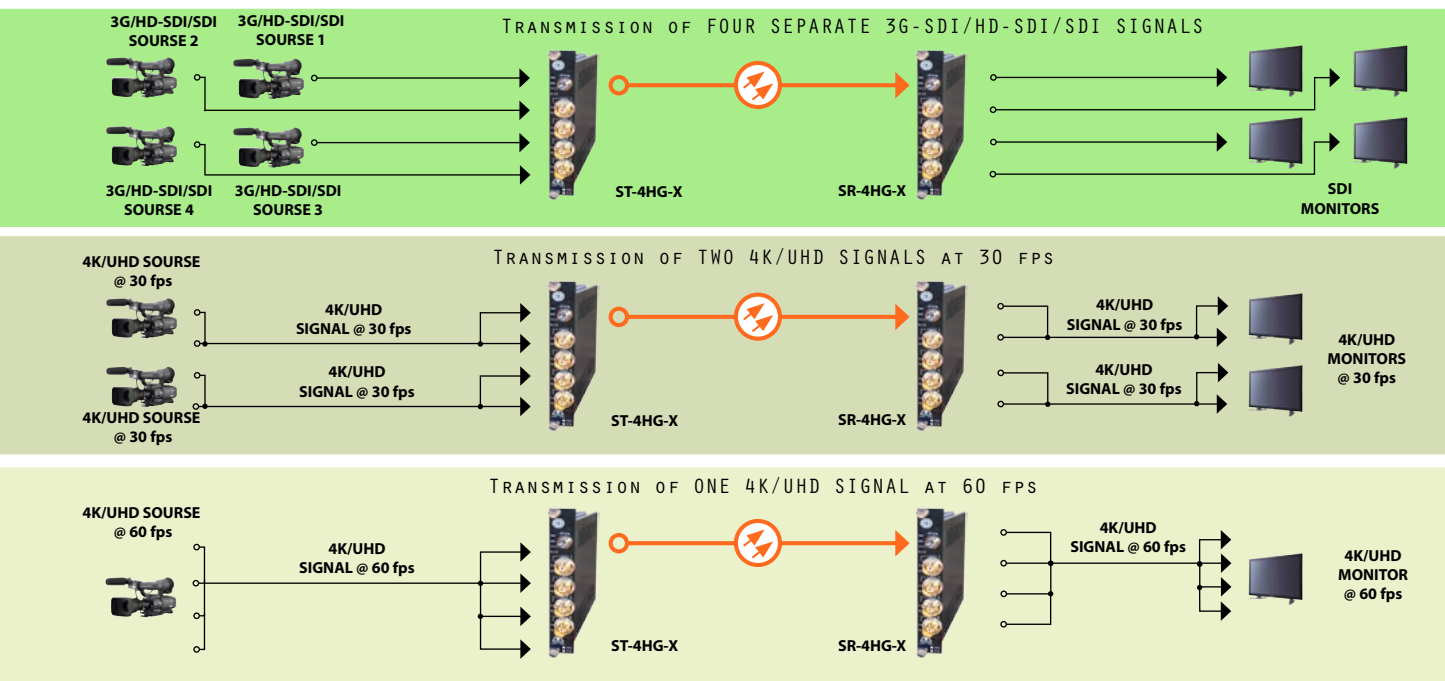 Transmission of FOUR SEPARATE 3G-SDI/HD-SDI/SDI SIGNALS
3G/HD-SDI/SDI
SOURSE 2
3G/HD-SDI/SDI
SOURSE 1
3G/HD-SDI/SDI
SOURSE 4
3G/HD-SDI/SDI
SOURSE 3
ST-4HG-X
SR-4HG-X
SDI
MONITORS
Transmission of TWO 4K/UHD SIGNALS at 30 fps
4K/UHD SOURSE
@ 30 fps
4K/UHD
SIGNAL @ 30 fps
4K/UHD
SIGNAL @ 30 fps
4K/UHD SOURSE
@ 30 fps
ST-4HG-X
SR-4HG-X
4K/UHD
SIGNAL @ 30 fps
4K/UHD
SIGNAL @ 30 fps
4K/UHD
MONITORS
@ 30 fps
Transmission of ONE 4K/UHD SIGNAL at 60 fps
4K/UHD SOURSE
@ 60 fps
4K/UHD
SIGNAL @ 60 fps
ST-4HG-X
SR-4HG-X
4K/UHD
SIGNAL @ 60 fps
4K/UHD
MONITOR
@ 60 fps